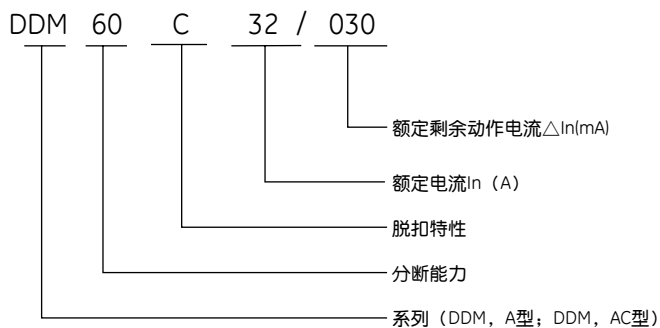 DDM 60 C 32 / 030
额定剩余动作电流△In(mA)
额定电流In（A）
脱扣特性
分断能力
系列（DDM，A型；DDM，AC型）